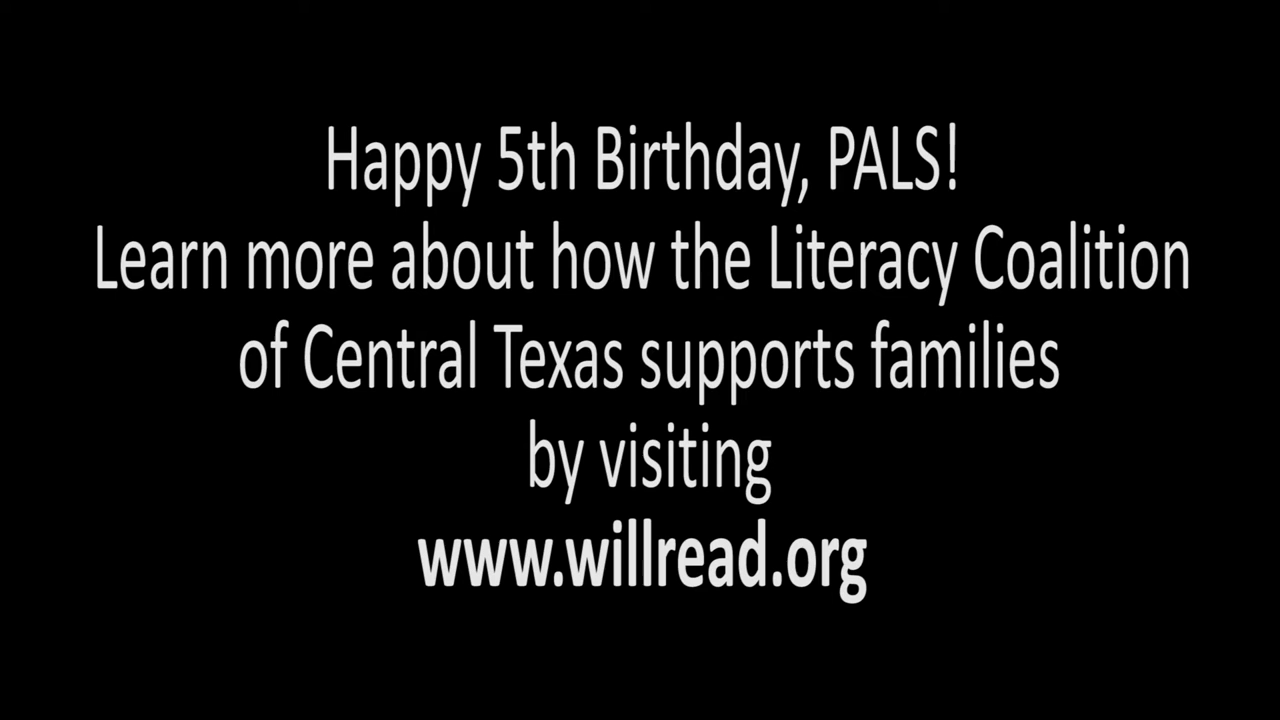 Happy 5th Birthday, PALS!
Learn more about how the Literacy Coalition
of Central Texas supports families
by visiting
www.willread.org